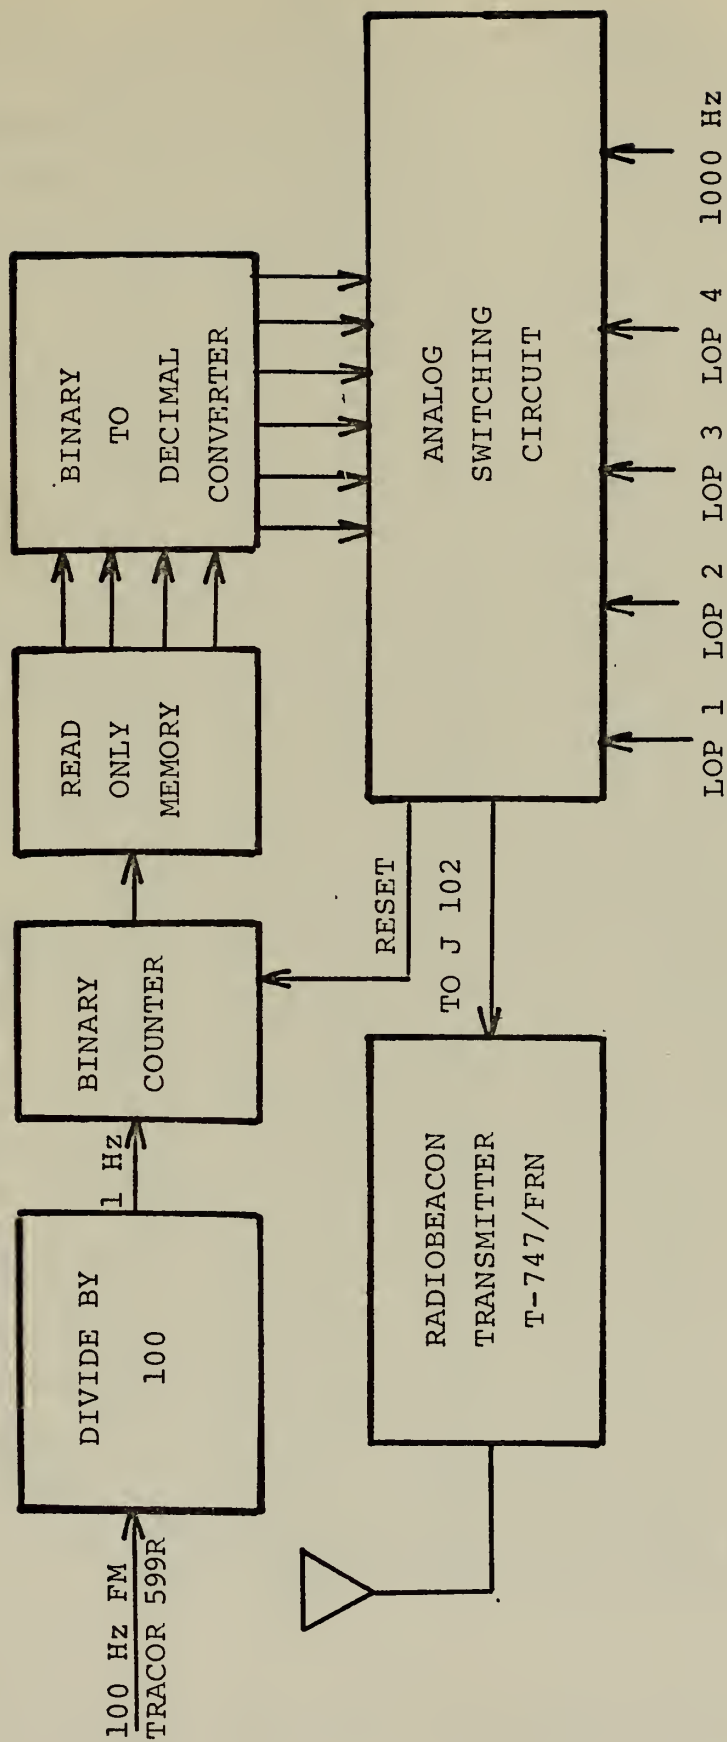 100 Hz FM
TRACOR 599R
DIVIDE BY
100
1 Hz
BINARY
COUNTER
READ
ONLY
MEMORY
BINARY
TO
DECIMAL
CONVERTER
RESET
TO J 102
RADIOBEACON
TRANSMITTER
T-747/FRN
ANALOG
SWITCHING
CIRCUIT
LOP 1
LOP 2
LOP 3
LOP 4
1000 Hz